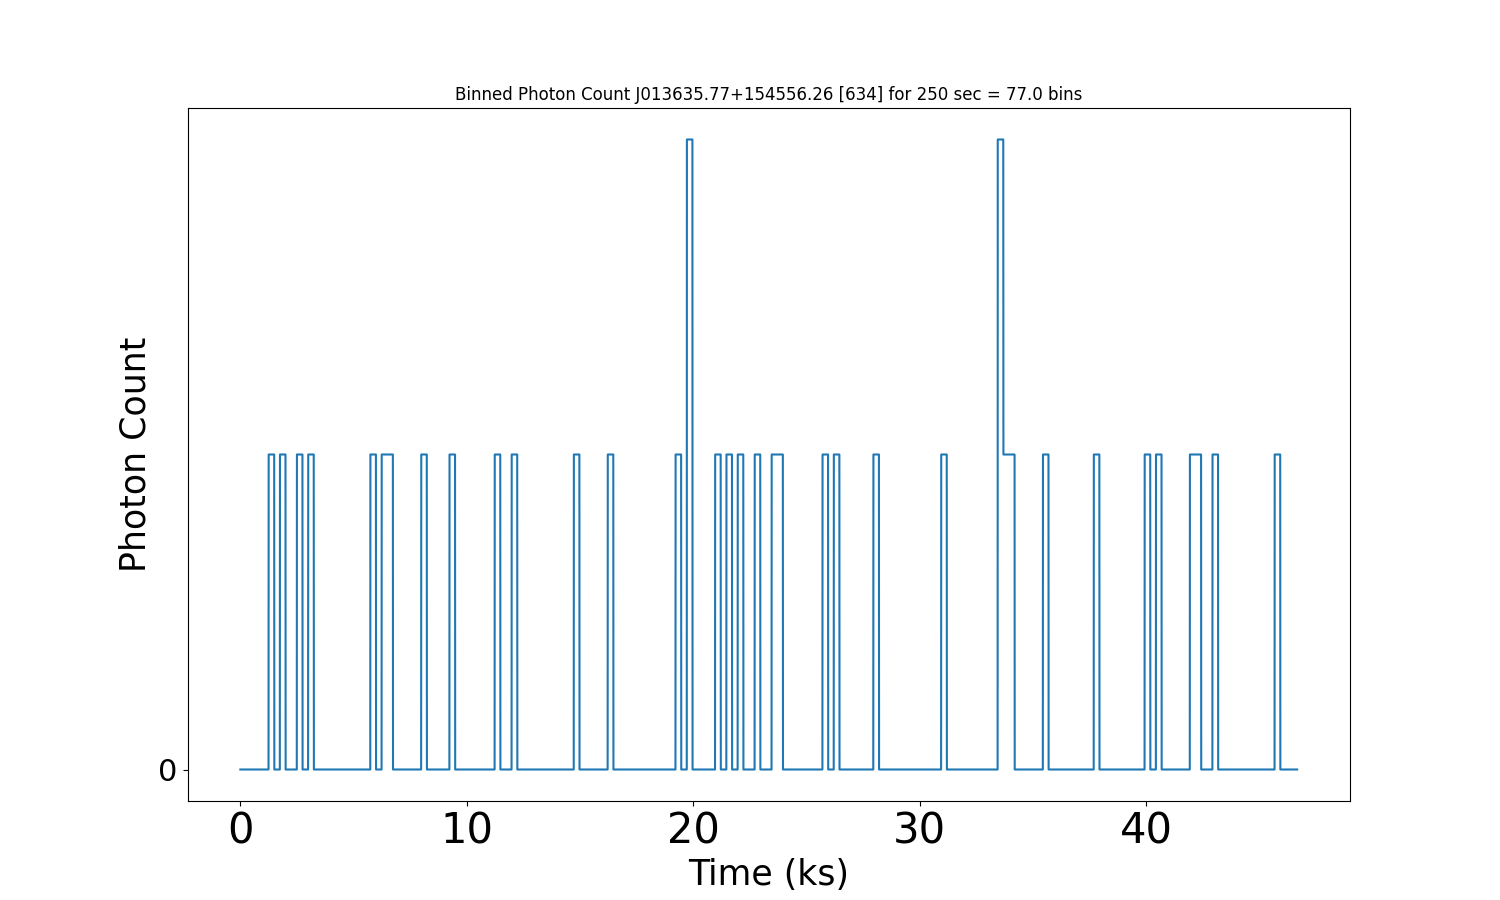 Binned Photon Count J013635.77+154556.26 [634] for 250 sec = 77.0 bins
Photon Count
0
0 10 20 30 40
Time (ks)